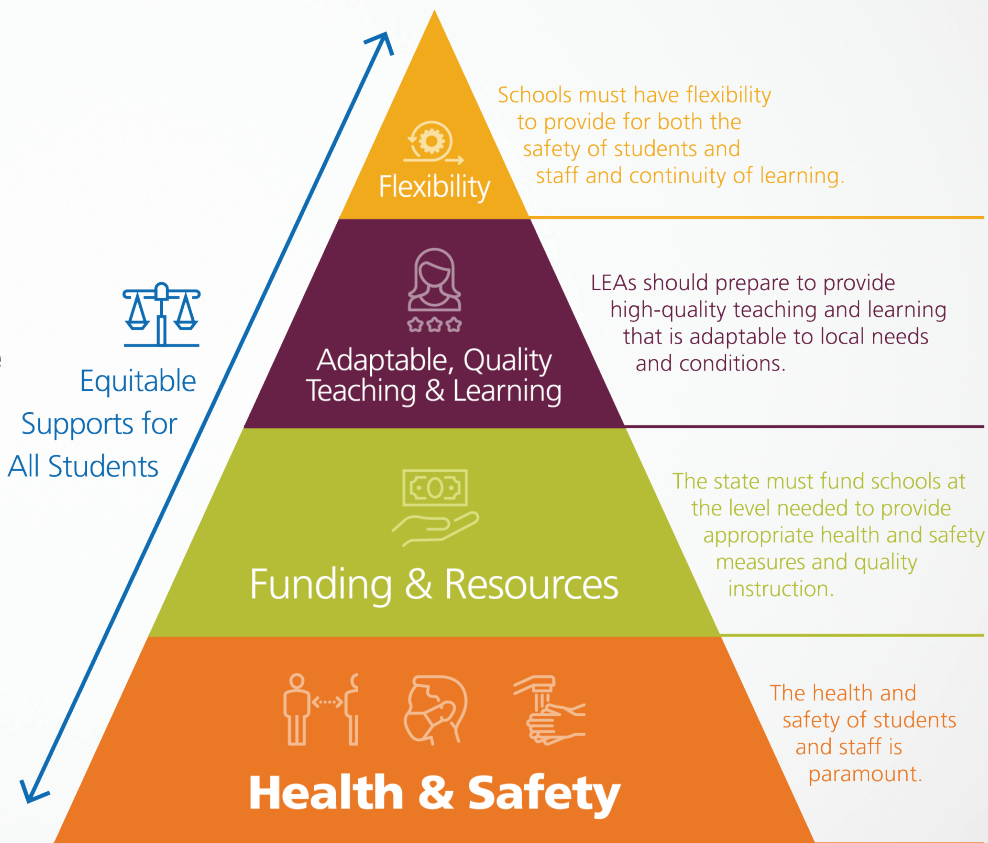 Schools must have flexibility
to provide for both the
safety of students and
staff and continuity of learning.
Flexibility
LEAs should prepare to provide
high-quality teaching and learning
that is adaptable to local needs
and conditions.
Adaptable, Quality
Teaching & Learning
Equitable
Supports for
All Students
The state must fund schools at
the level needed to provide
appropriate health and safety
measures and quality
instruction.
Funding & Resources
The health and
safety of students
and staff is
paramount.
Health & Safety